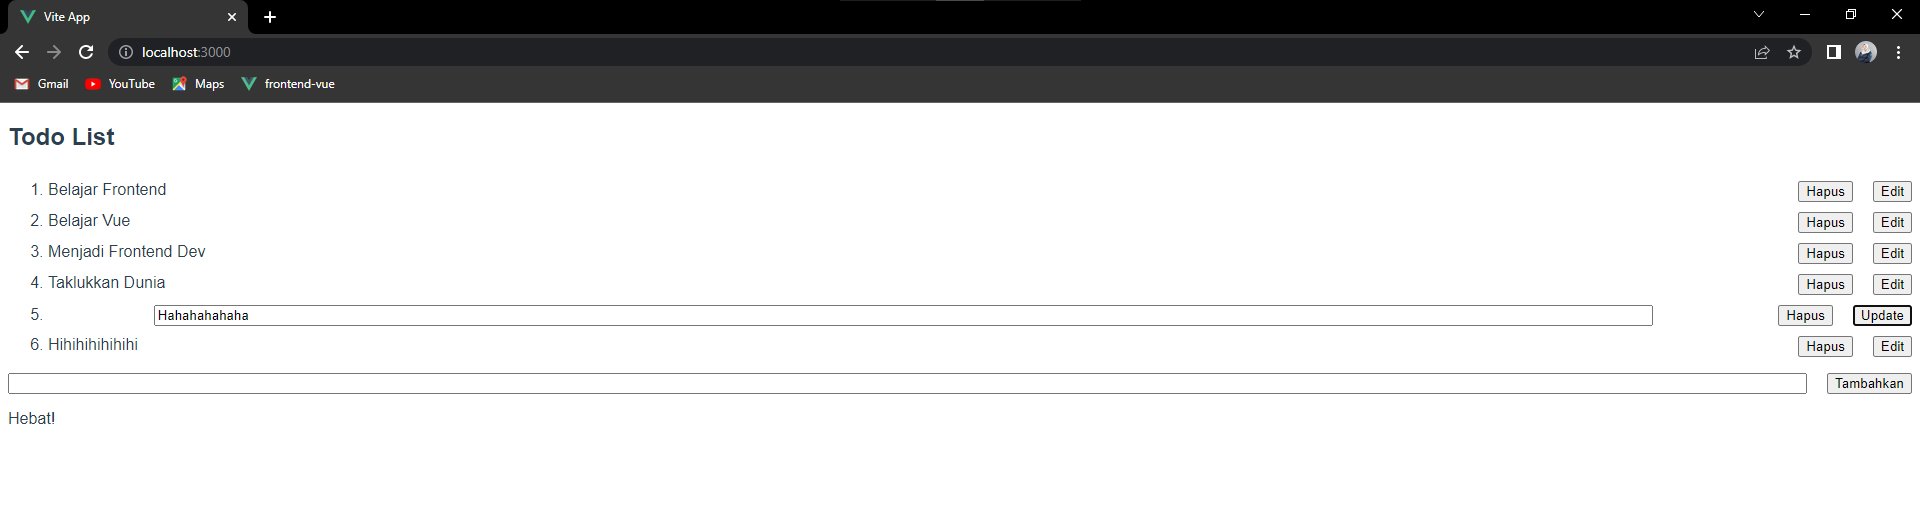 Vite App
localhost:3000
Gmail YouTube Maps frontend-vue
Todo List
1. Belajar Frontend Hapus Edit
2. Belajar Vue Hapus Edit
3. Menjadi Frontend Dev Hapus Edit
4. Taklukkan Dunia Hapus Edit
5. Hahahahahaha Hapus Update
6. Hihihihihihihi Hapus Edit
Tambahkan
Hebat!